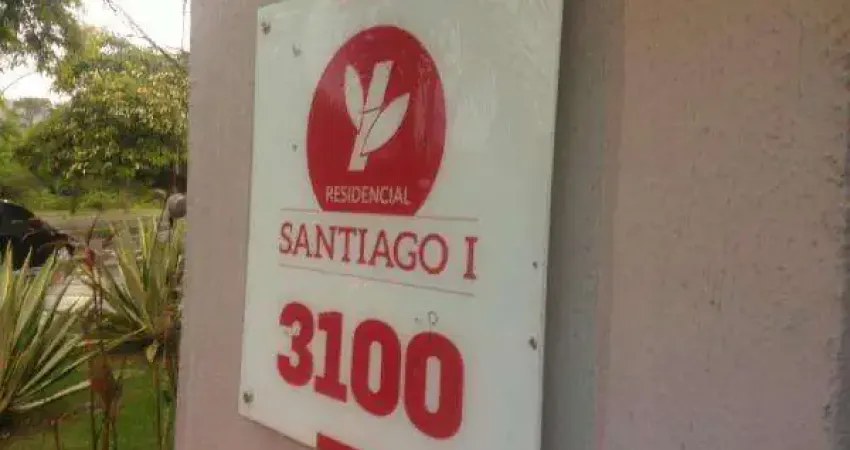 RESIDENCIAL
SANTIAGO I
3100